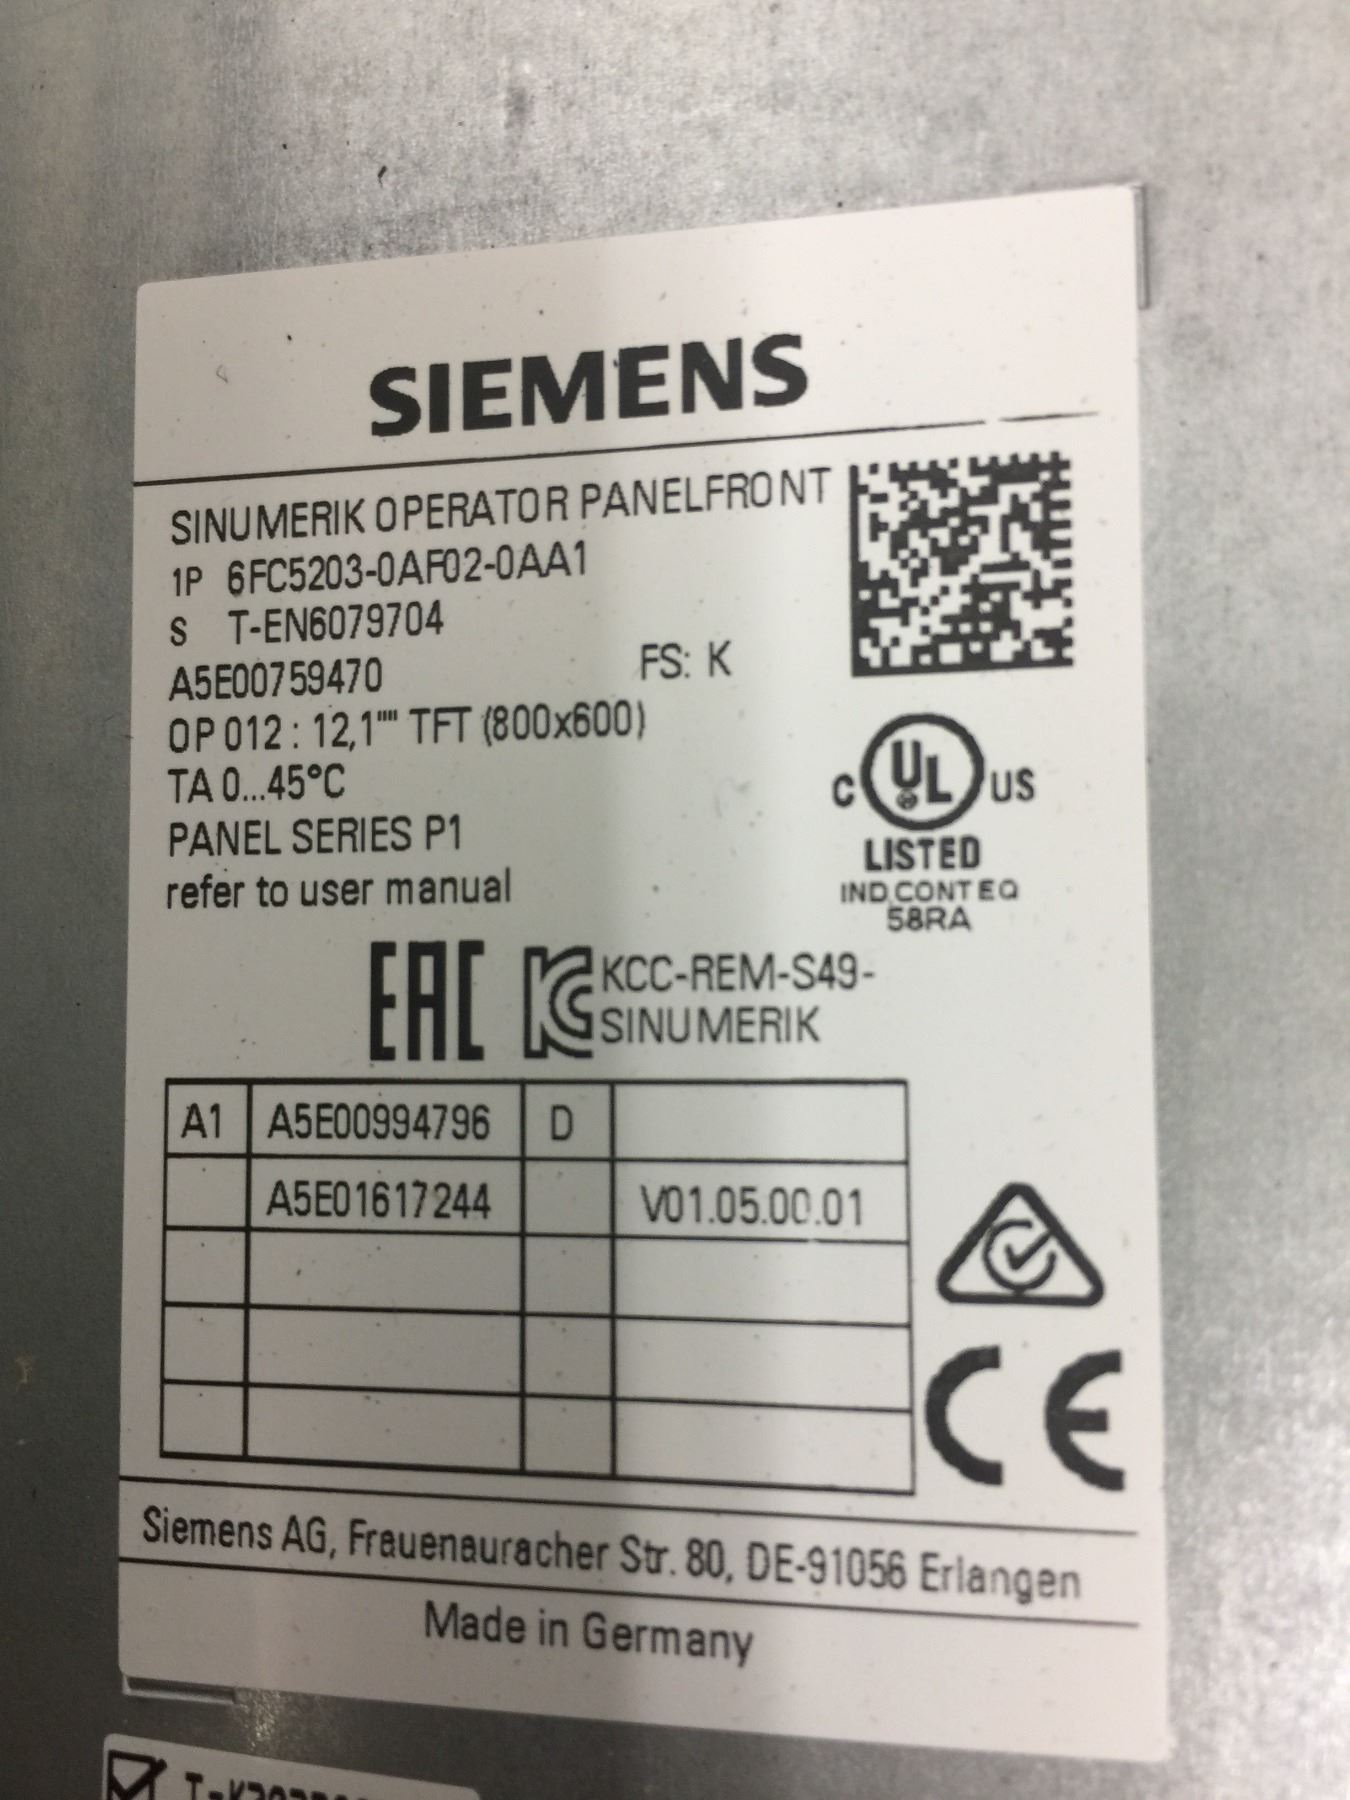 SIEMENS
SINUMERIK OPERATOR PANELFRONT
1P 6FC5203-0AF02-0AA1
S T-EN6079704
A5E00759470 FS: K
OP 012 : 12,1"" TFT (800x600)
TA 0...45°C
PANEL SERIES P1
refer to user manual
C UL US
LISTED
IND.CONT EQ
58RA
EAC KC KCC-REM-S49-
SINUMERIK
A1 A5E00994796 D
A5E01617244 V01.05.00.01
CE
Siemens AG, Frauenauracher Str. 80, DE-91056 Erlangen
Made in Germany